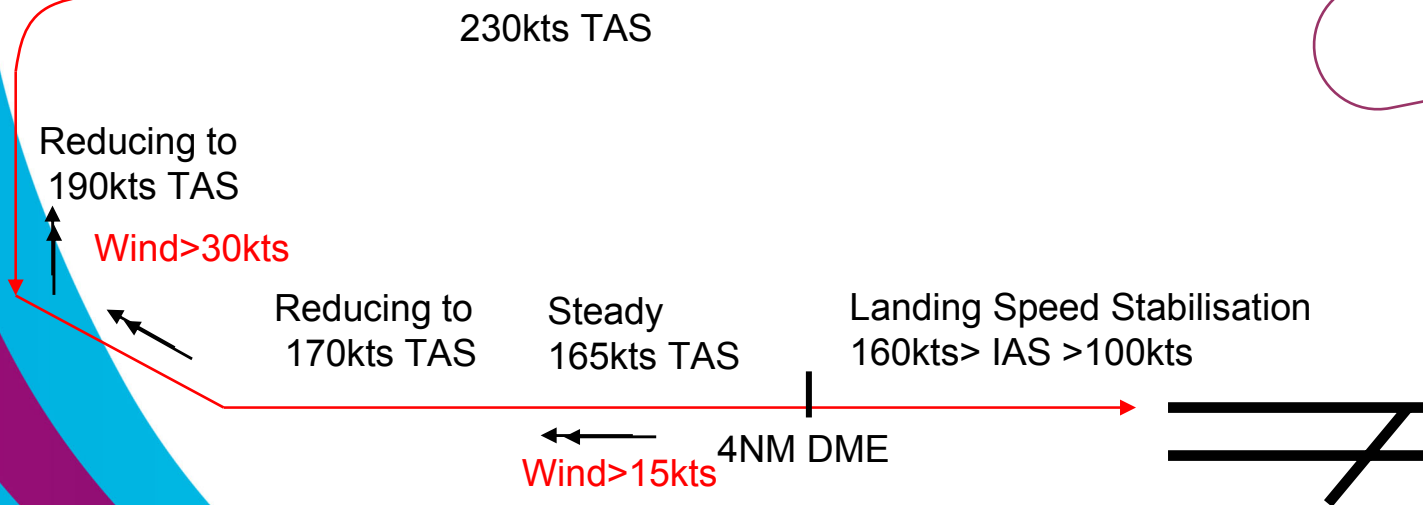 230kts TAS
Reducing to
190kts TAS
Wind>30kts
Reducing to
170kts TAS
Steady
165kts TAS
Landing Speed Stabilisation
160kts> IAS >100kts
4NM DME
Wind>15kts